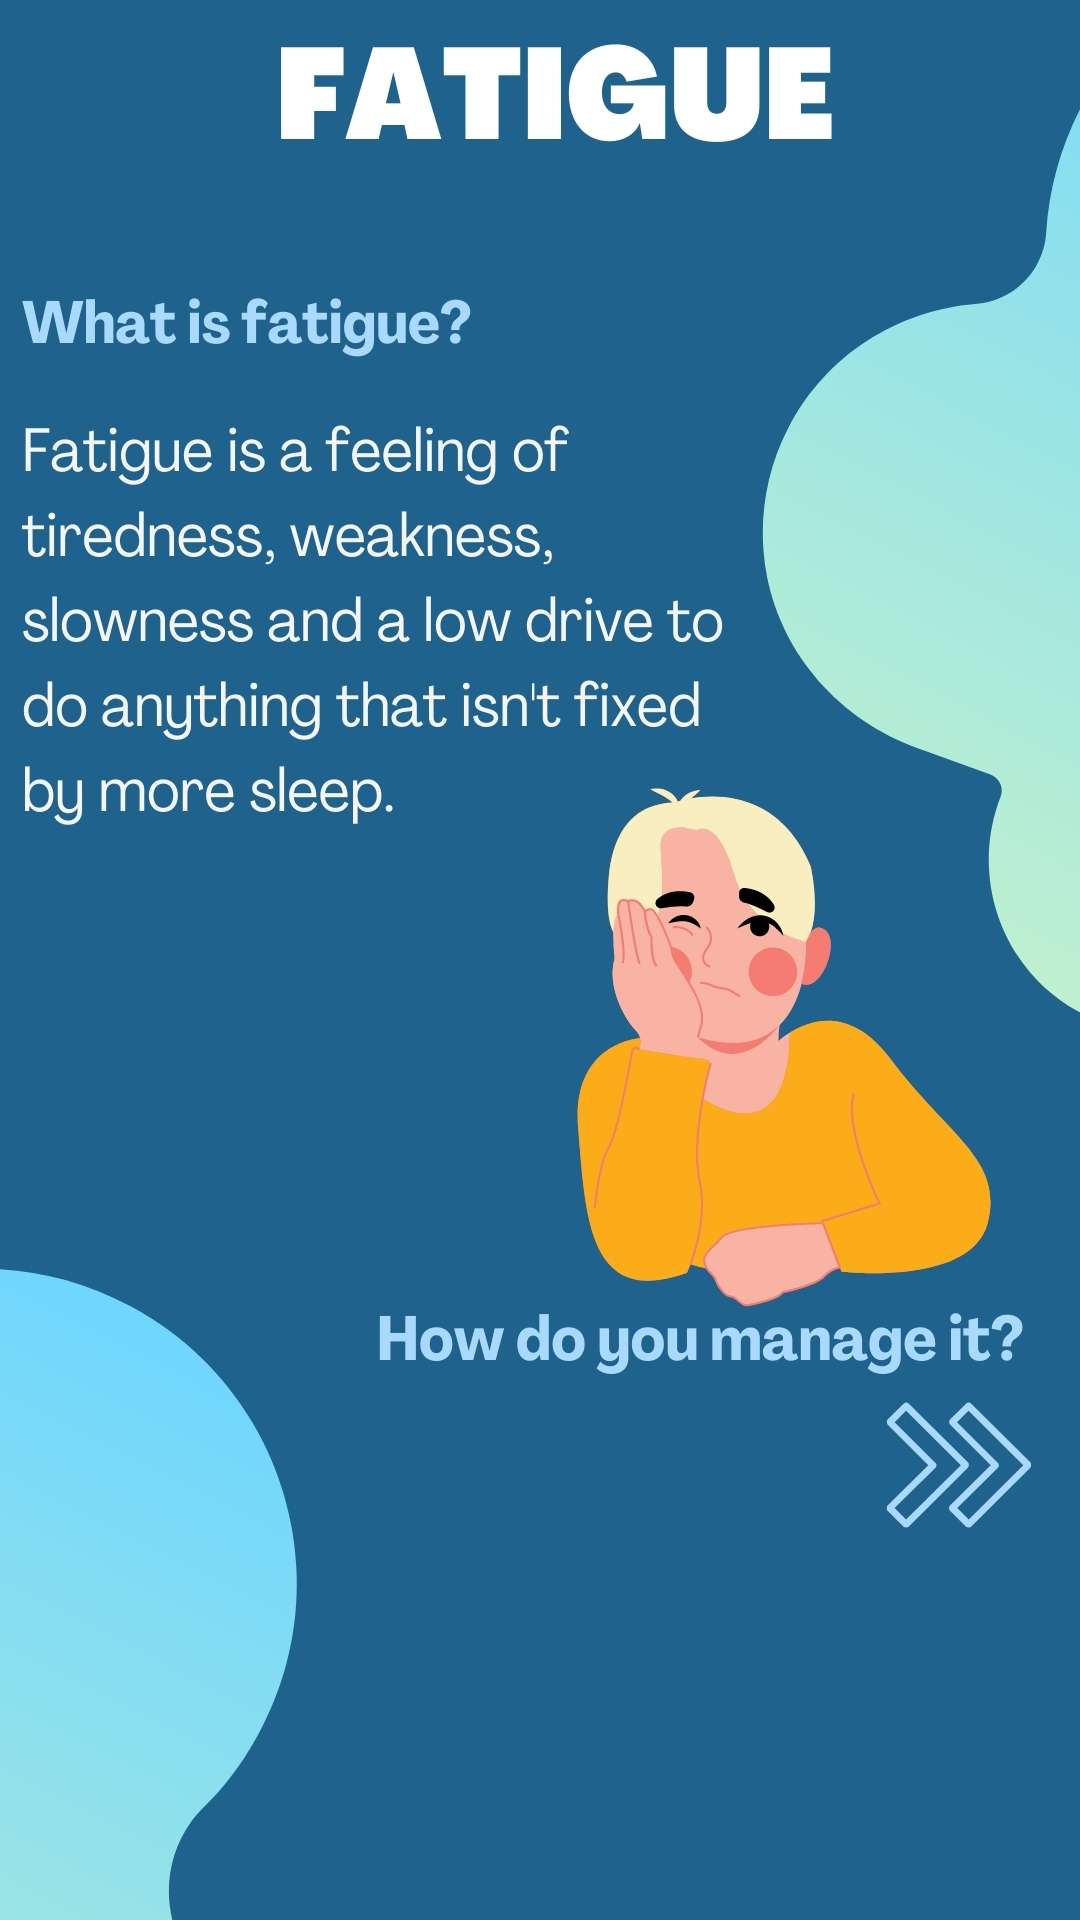 FATIGUE
What is fatigue?
Fatigue is a feeling of
tiredness, weakness,
slowness and a low drive to
do anything that isn't fixed
by more sleep.
How do you manage it?